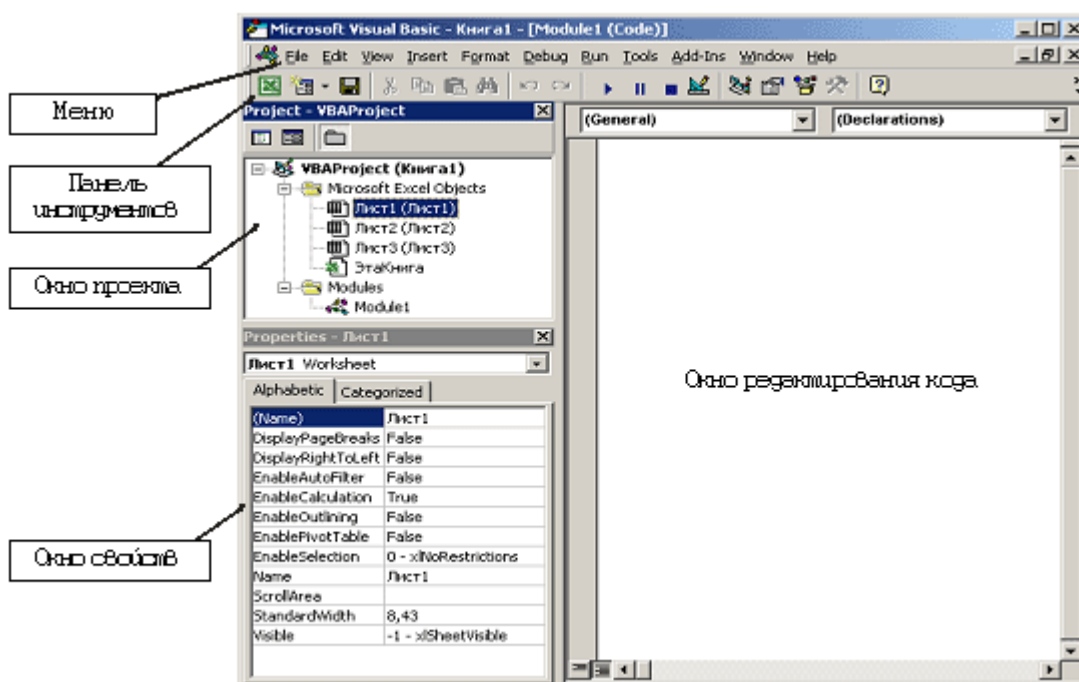 Microsoft Visual Basic - Книга1 - [Module1 (Code)]
File Edit View Insert Format Debug Run Tools Add-Ins Window Help
Меню
Панель
инструментов
Окно проекта
Окно свойств
Project - VBAProject
VBAProject (Книга1)
Microsoft Excel Objects
Лист1 (Лист1)
Лист2 (Лист2)
Лист3 (Лист3)
ЭтаКнига
Modules
Module1
Properties - Лист1
Лист1 Worksheet
Alphabetic Categorized
(Name) Лист1
DisplayPageBreaks False
DisplayRightToLeft False
EnableAutoFilter False
EnableCalculation True
EnableOutlining False
EnablePivotTable False
EnableSelection 0 - xlNoRestrictions
Name Лист1
ScrollArea
StandardWidth 8,43
Visible -1 - xlSheetVisible
(General) (Declarations)
Окно редактирования кода